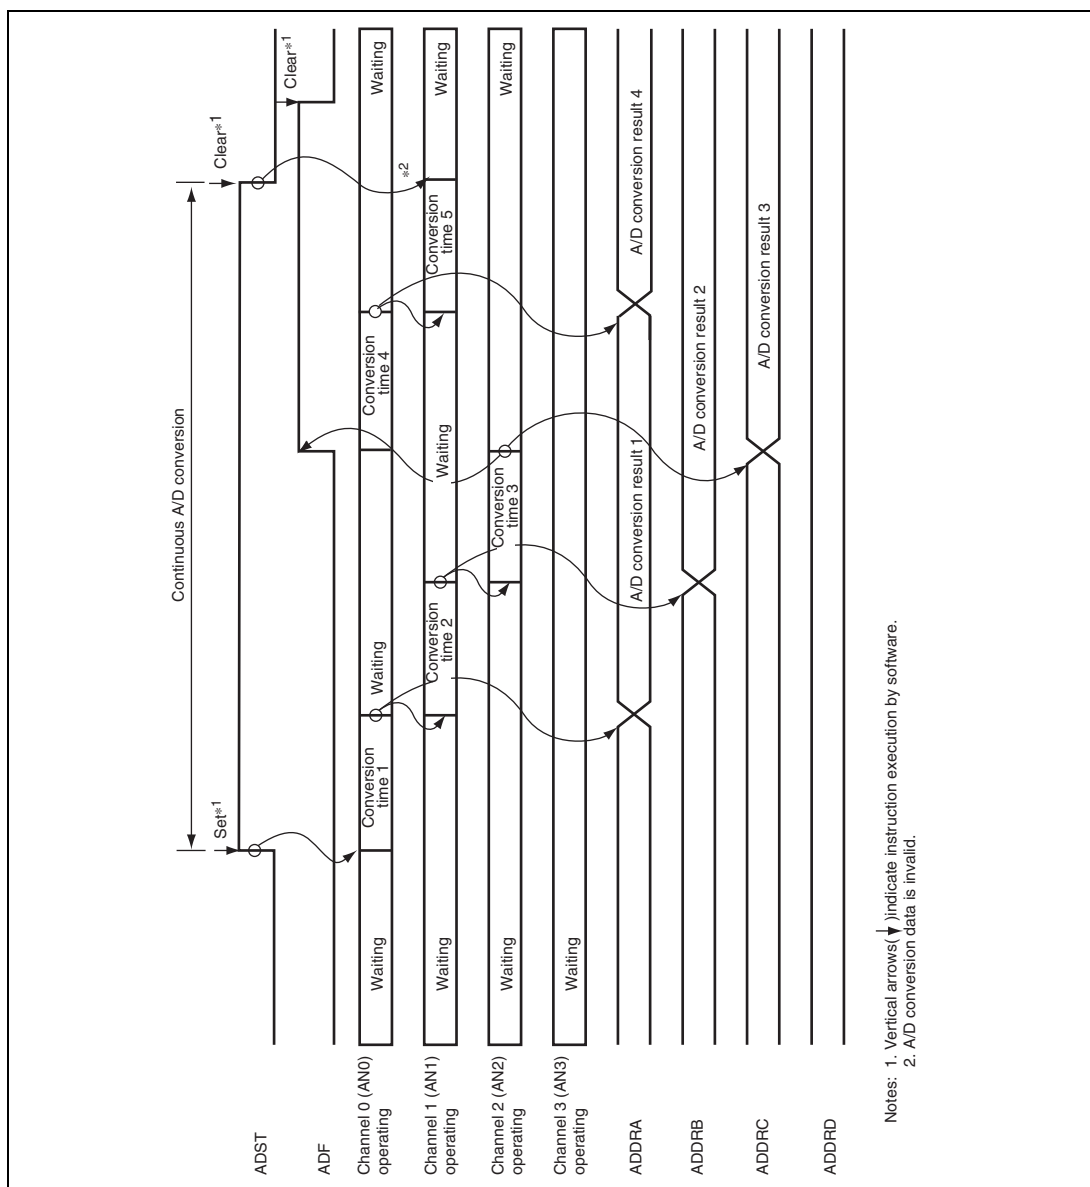 Continuous A/D conversion
Set*1
Clear*1
Clear*1
ADST
ADF
Channel 0 (AN0)
operating
Waiting
Conversion
time 1
Waiting
Conversion
time 4
Waiting
Channel 1 (AN1)
operating
Waiting
Conversion
time 2
Waiting
Conversion
time 5
*2
Waiting
Channel 2 (AN2)
operating
Waiting
Conversion
time 3
Waiting
Channel 3 (AN3)
operating
Waiting
ADDRA
A/D conversion result 1
A/D conversion result 4
ADDRB
A/D conversion result 2
ADDRC
A/D conversion result 3
ADDRD
Notes: 1. Vertical arrows( )indicate instruction execution by software.
2. A/D conversion data is invalid.